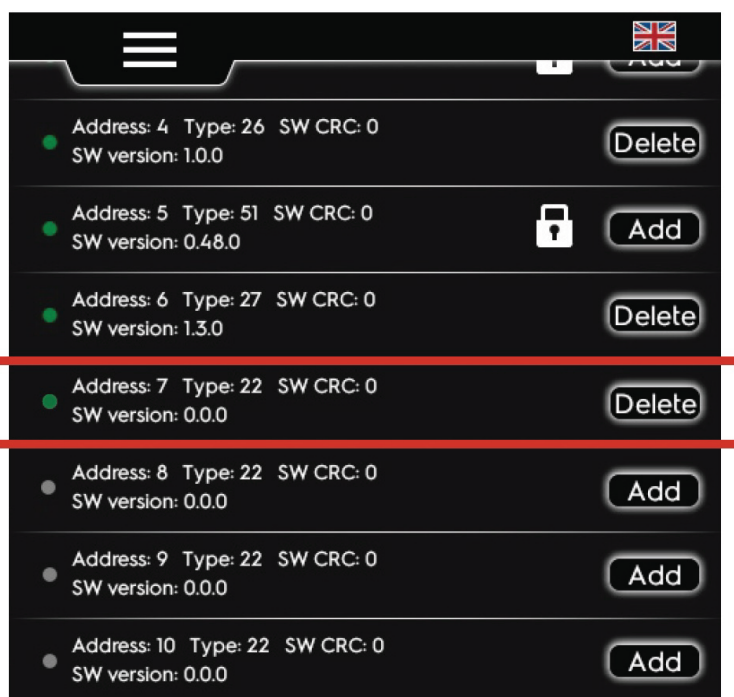 Add
Address: 4 Type: 26 SW CRC: 0
SW version: 1.0.0
Delete
Address: 5 Type: 51 SW CRC: 0
SW version: 0.48.0
Add
Address: 6 Type: 27 SW CRC: 0
SW version: 1.3.0
Delete
Address: 7 Type: 22 SW CRC: 0
SW version: 0.0.0
Delete
Address: 8 Type: 22 SW CRC: 0
SW version: 0.0.0
Add
Address: 9 Type: 22 SW CRC: 0
SW version: 0.0.0
Add
Address: 10 Type: 22 SW CRC: 0
SW version: 0.0.0
Add